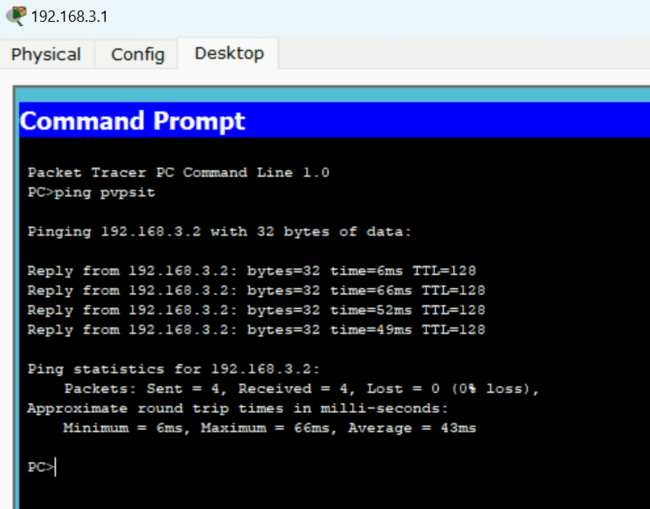 192.168.3.1
Physical Config Desktop
Command Prompt
Packet Tracer PC Command Line 1.0
PC>ping pvpsit
Pinging 192.168.3.2 with 32 bytes of data:
Reply from 192.168.3.2: bytes=32 time=6ms TTL=128
Reply from 192.168.3.2: bytes=32 time=66ms TTL=128
Reply from 192.168.3.2: bytes=32 time=52ms TTL=128
Reply from 192.168.3.2: bytes=32 time=49ms TTL=128
Ping statistics for 192.168.3.2:
Packets: Sent = 4, Received = 4, Lost = 0 (0% loss),
Approximate round trip times in milli-seconds:
Minimum = 6ms, Maximum = 66ms, Average = 43ms
PC>